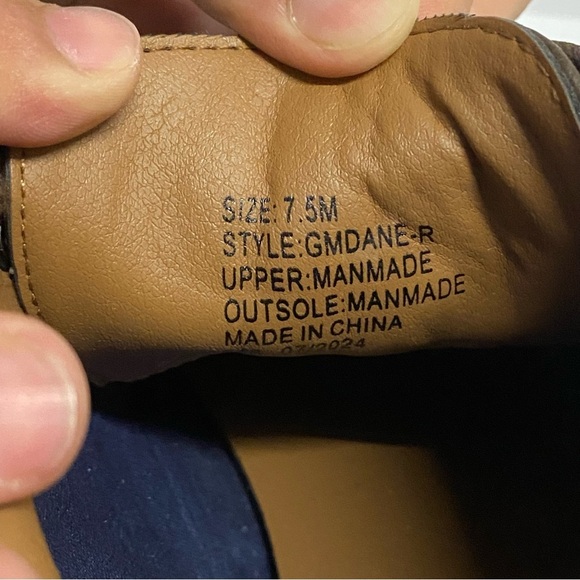 SIZE: 7.5M
STYLE:GMDANE-R
UPPER:MANMADE
OUTSOLE:MANMADE
MADE IN CHINA
07/2024